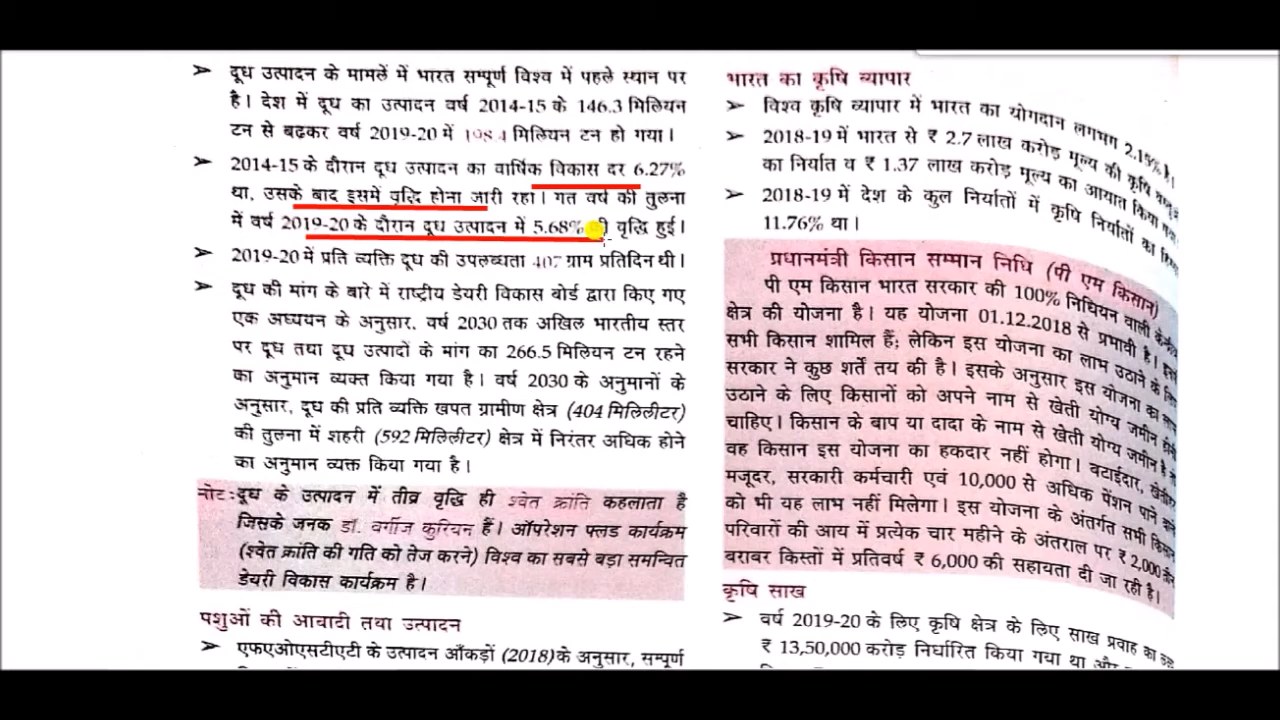 ➢ दूध उत्पादन के मामलें में भारत सम्पूर्ण विश्व में पहले स्थान पर
है। देश में दूध का उत्पादन वर्ष 2014-15 के 146.3 मिलियन
टन से बढ़कर वर्ष 2019-20 में 198.4 मिलियन टन हो गया।
➢ 2014-15 के दौरान दूध उत्पादन का वार्षिक विकास दर 6.27%
था, उसके बाद इसमें वृद्धि होना जारी रहा। गत वर्ष की तुलना
में वर्ष 2019-20 के दौरान दूध उत्पादन में 5.68% की वृद्धि हुई।
➢ 2019-20 में प्रति व्यक्ति दूध की उपलब्धता 407 ग्राम प्रतिदिन थी।
➢ दूध की मांग के बारे में राष्ट्रीय डेयरी विकास बोर्ड द्वारा किए गए
एक अध्ययन के अनुसार, वर्ष 2030 तक अखिल भारतीय स्तर
पर दूध तथा दूध उत्पादों के मांग का 266.5 मिलियन टन रहने
का अनुमान व्यक्त किया गया है। वर्ष 2030 के अनुमानों के
अनुसार, दूध की प्रति व्यक्ति खपत ग्रामीण क्षेत्र (404 मिलिलीटर)
की तुलना में शहरी (592 मिलिलीटर) क्षेत्र में निरंतर अधिक होने
का अनुमान व्यक्त किया गया है।
नोट: दूध के उत्पादन में तीव्र वृद्धि ही श्वेत क्रांति कहलाता है
जिसके जनक डॉ. वर्गीज कुरियन हैं। ऑपरेशन फ्लड कार्यक्रम
(श्वेत क्रांति की गति को तेज करने) विश्व का सबसे बड़ा समन्वित
डेयरी विकास कार्यक्रम है।
पशुओं की आबादी तथा उत्पादन
➢ एफएओएसटीएटी के उत्पादन आँकड़ों (2018) के अनुसार, सम्पूर्ण
भारत का कृषि व्यापार
➢ विश्व कृषि व्यापार में भारत का योगदान लगभग 2.15% है।
➢ 2018-19 में भारत से ₹ 2.7 लाख करोड़ मूल्य की कृषि
का निर्यात व ₹ 1.37 लाख करोड़ मूल्य का आयात किया गया
➢ 2018-19 में देश के कुल निर्यातों में कृषि निर्यातों का हिस्सा
11.76% था।
प्रधानमंत्री किसान सम्मान निधि (पी एम किसान)
पी एम किसान भारत सरकार की 100% निधियन वाली केन्द्रीय
क्षेत्र की योजना है। यह योजना 01.12.2018 से प्रभावी है। इसमें
सभी किसान शामिल हैं; लेकिन इस योजना का लाभ उठाने के लिए
सरकार ने कुछ शर्ते तय की है। इसके अनुसार इस योजना का लाभ
उठाने के लिए किसानों को अपने नाम से खेती योग्य जमीन होनी
चाहिए। किसान के बाप या दादा के नाम से खेती योग्य जमीन है तो
वह किसान इस योजना का हकदार नहीं होगा। बटाईदार, खेतीहर
मजूदर, सरकारी कर्मचारी एवं 10,000 से अधिक पेंशन पाने वाले
को भी यह लाभ नहीं मिलेगा। इस योजना के अंतर्गत सभी किसान
परिवारों की आय में प्रत्येक चार महीने के अंतराल पर ₹ 2,000 तीन
बराबर किस्तों में प्रतिवर्ष ₹ 6,000 की सहायता दी जा रही है।
कृषि साख
➢ वर्ष 2019-20 के लिए कृषि क्षेत्र के लिए साख प्रवाह का लक्ष्य
₹ 13,50,000 करोड़ निर्धारित किया गया था और